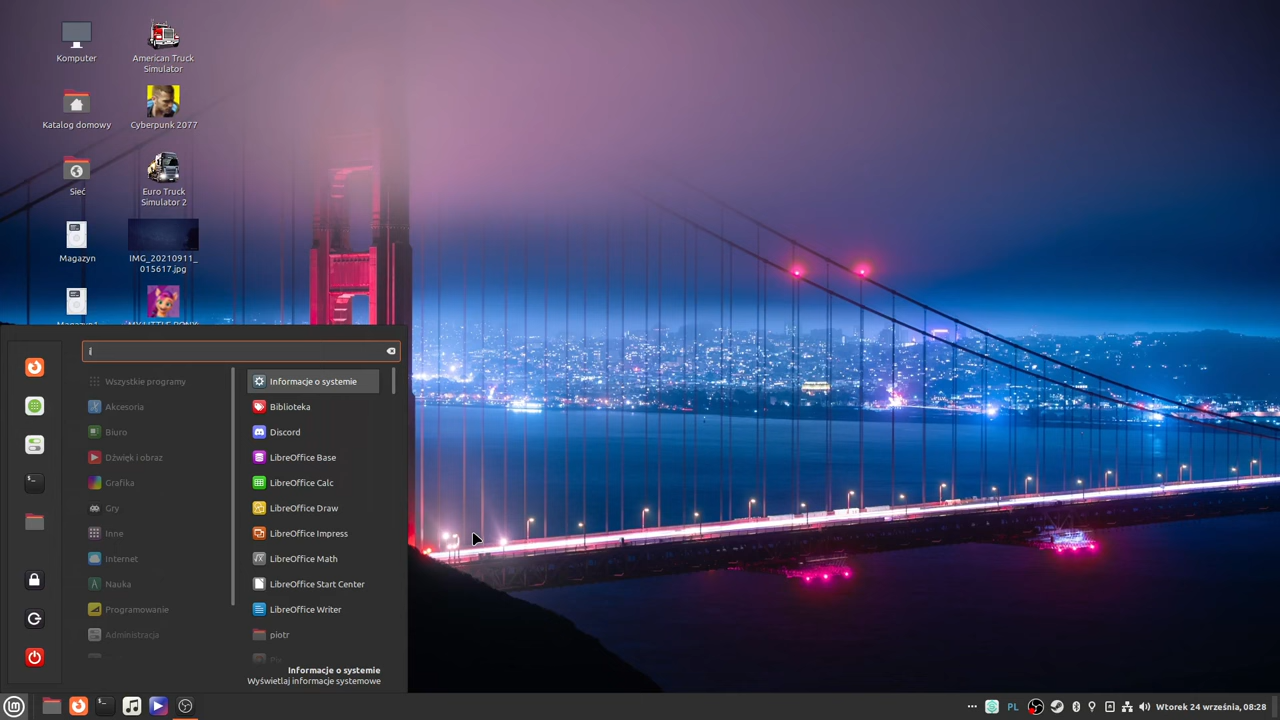 Komputer
American Truck
Simulator
Katalog domowy
Cyberpunk 2077
Sieć
Euro Truck
Simulator 2
Magazyn
IMG_20210911_
015617.jpg
i
Wszystkie programy
Akcesoria
Biuro
Dźwięk i obraz
Grafika
Gry
Inne
Internet
Nauka
Programowanie
Administracja
Informacje o systemie
Biblioteka
Discord
LibreOffice Base
LibreOffice Calc
LibreOffice Draw
LibreOffice Impress
LibreOffice Math
LibreOffice Start Center
LibreOffice Writer
piotr
Pix
Informacje o systemie
Wyświetlaj informacje systemowe
PL
Wtorek 24 września, 08:28